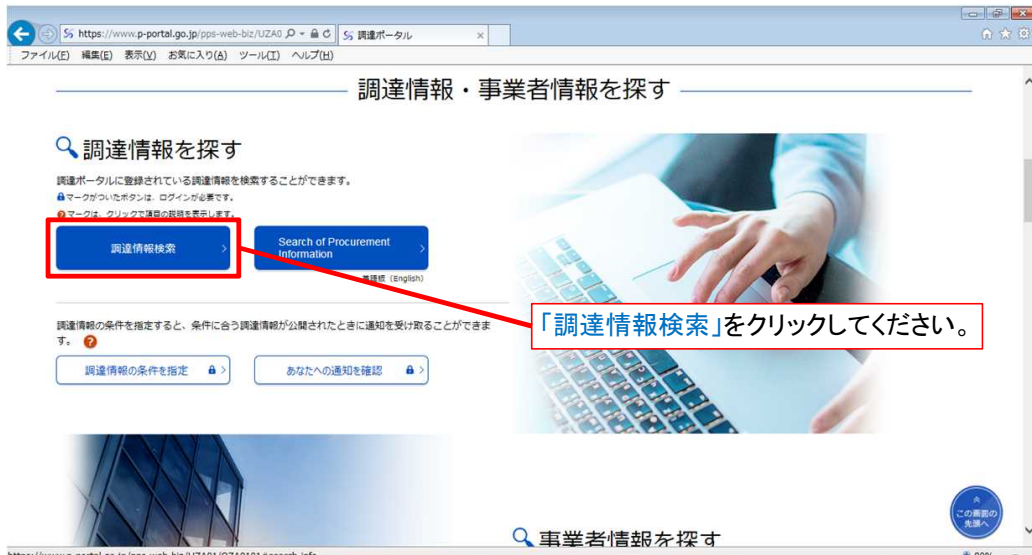 https://www.p-portal.go.jp/pps-web-biz/UZA0
調達ポータル
ファイル(F) 編集(E) 表示(V) お気に入り(A) ツール(T) ヘルプ(H)
調達情報・事業者情報を探す
調達情報を探す
調達ポータルに登録されている調達情報を検索することができます。
マークがついたボタンは、ログインが必要です。
マークは、クリックで項目の説明を表示します。
調達情報検索
Search of Procurement
Information
英語版 (English)
「調達情報検索」をクリックしてください。
調達情報の条件を指定すると、条件に合う調達情報が公開されたときに通知を受け取ることができま
す。
調達情報の条件を指定
あなたへの通知を確認
この画面の
先頭へ
事業者情報を探す